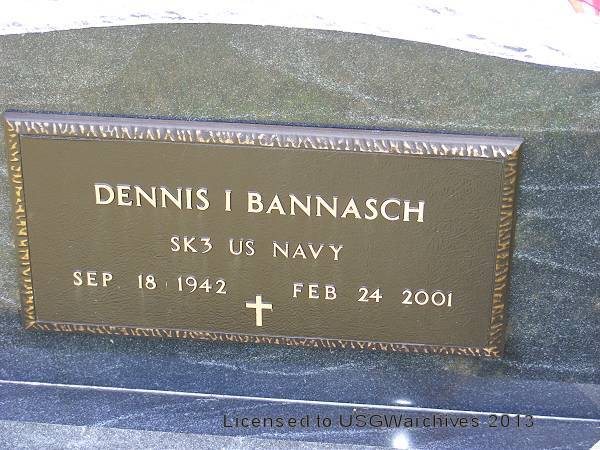 DENNIS I BANNASCH
SK3 US NAVY
SEP 18 1942 FEB 24 2001
Licensed to USGWarchives 2013